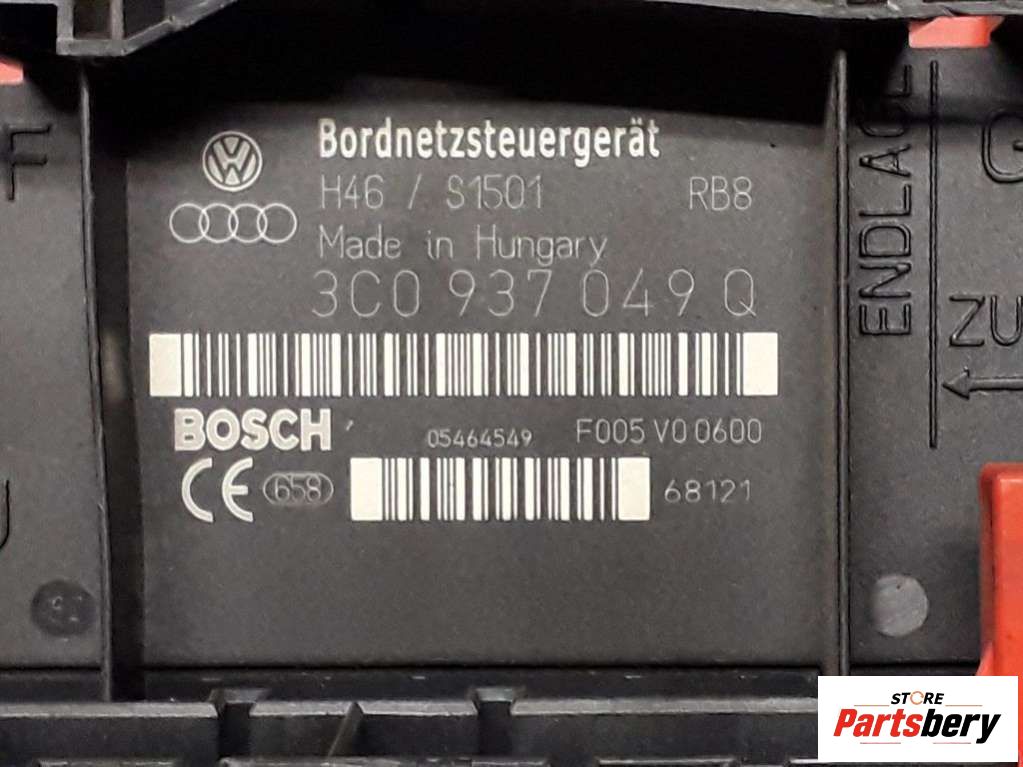 Bordnetzsteuergerät
H46 / S1501 RB8
Made in Hungary
3C0 937 049 Q
BOSCH 05464549 F005 V0 0600
CE 658 68121
F
ENDLAGE
ZU
STORE
Partsbery